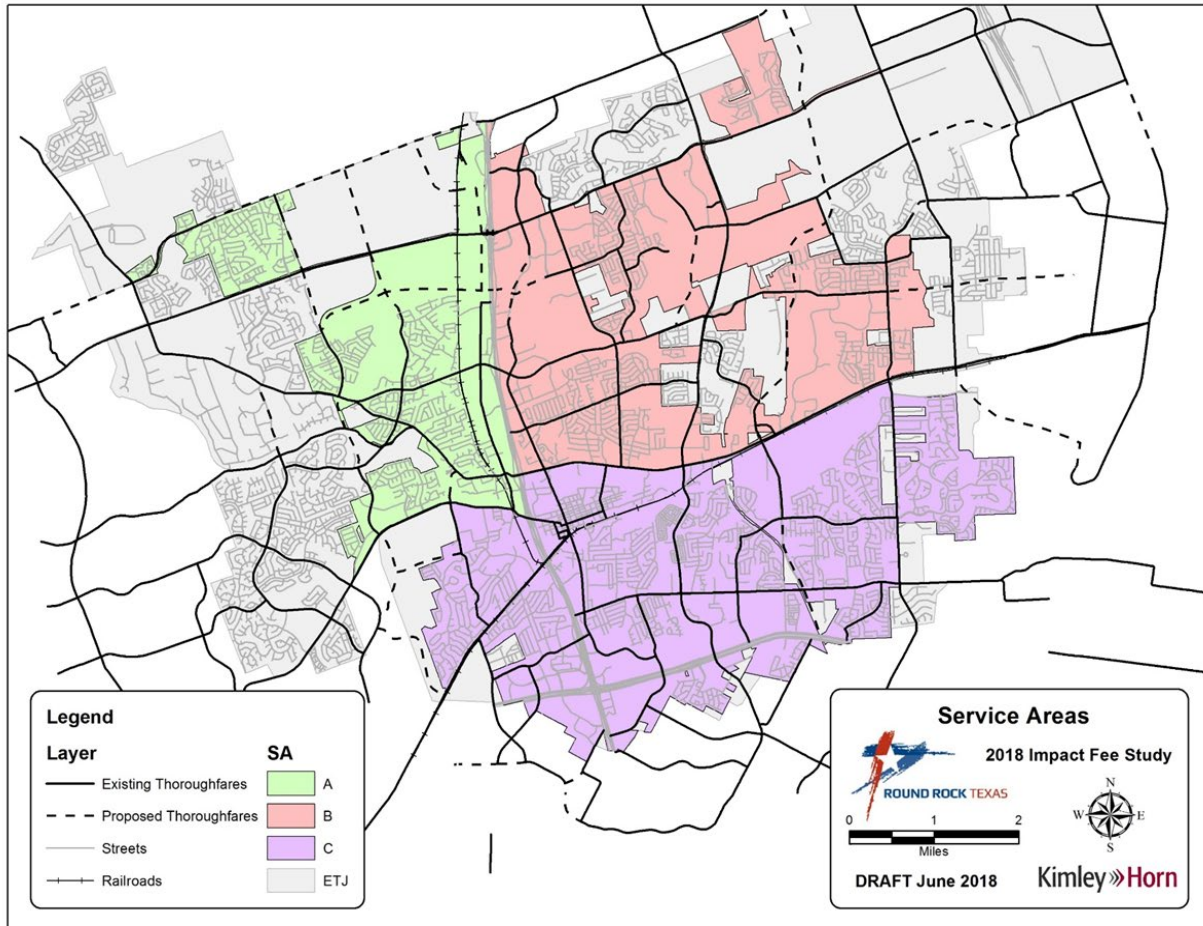 Legend
Layer
SA
Existing Thoroughfares
A
Proposed Thoroughfares
B
Streets
C
Railroads
ETJ
Service Areas
2018 Impact Fee Study
ROUND ROCK TEXAS
N
W E
S
0 1 2
Miles
DRAFT June 2018
Kimley»Horn